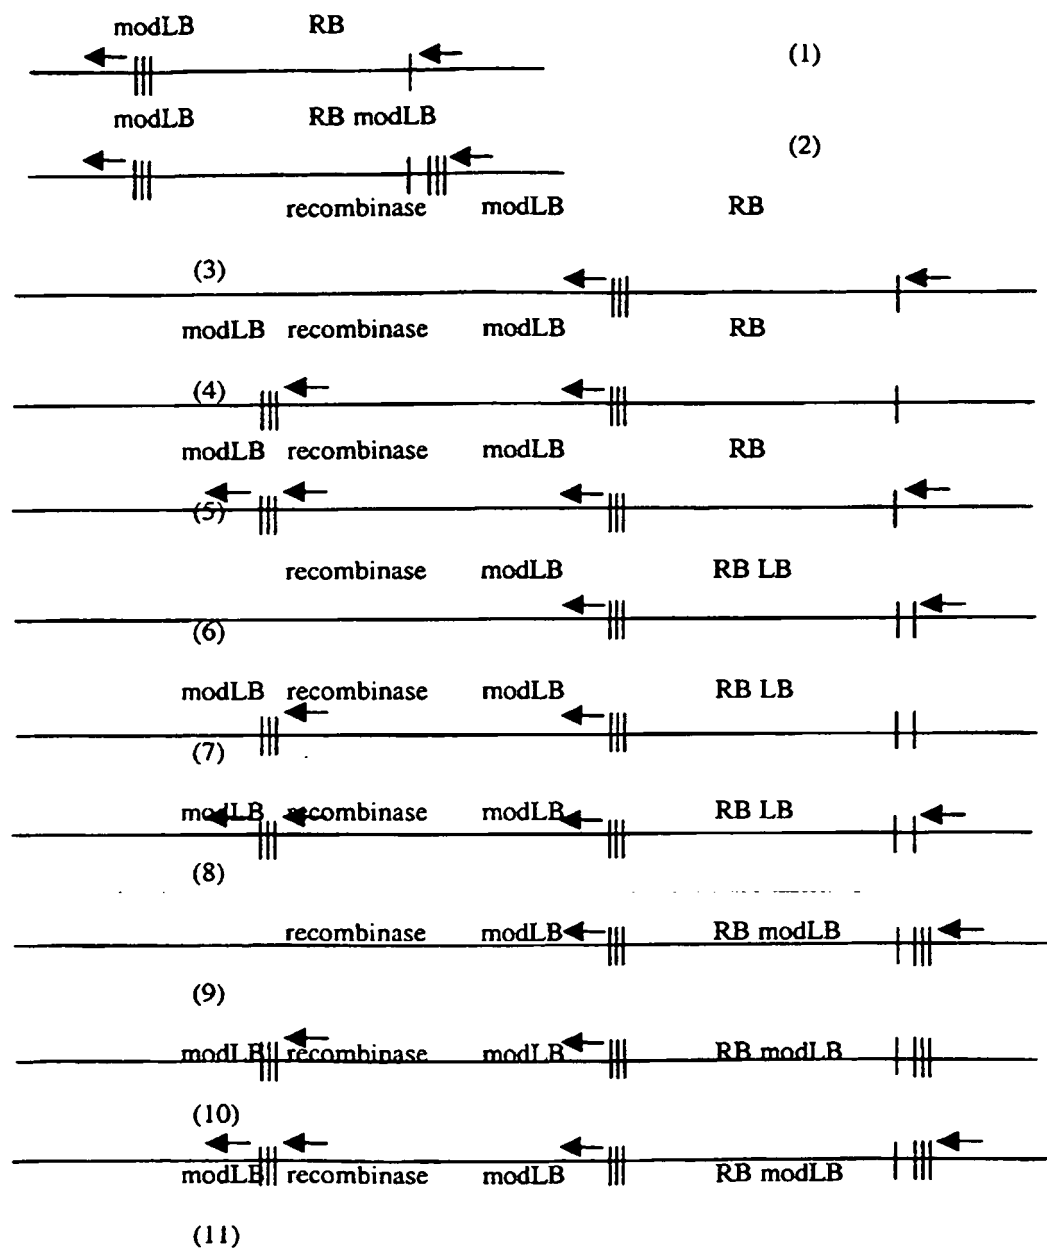 modLB RB
(1)
modLB RB modLB
(2)
recombinase modLB RB
(3)
modLB recombinase modLB RB
(4)
modLB recombinase modLB RB
(5)
recombinase modLB RB LB
(6)
modLB recombinase modLB RB LB
(7)
modLB recombinase modLB RB LB
(8)
recombinase modLB RB modLB
(9)
modLB recombinase modLB RB modLB
(10)
modLB recombinase modLB RB modLB
(11)